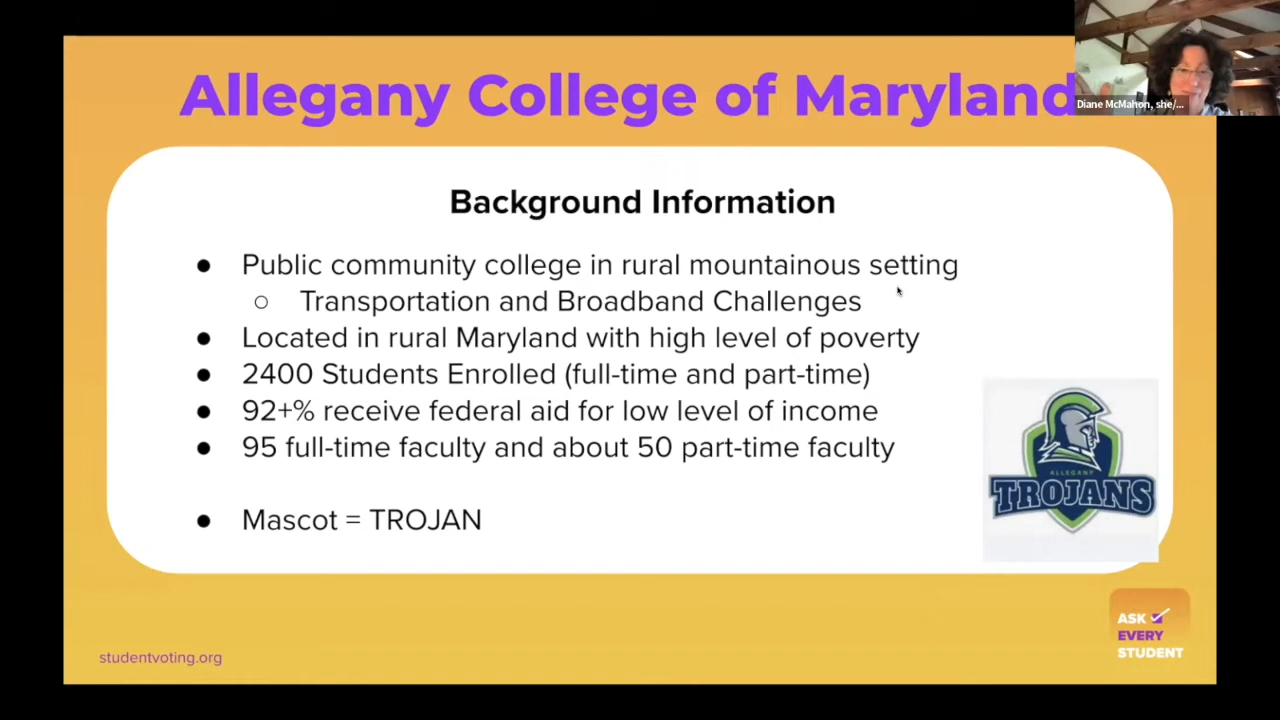 Allegany College of Maryland
Diane McMahon, she/...
Background Information
● Public community college in rural mountainous setting
○ Transportation and Broadband Challenges
● Located in rural Maryland with high level of poverty
● 2400 Students Enrolled (full-time and part-time)
● 92+% receive federal aid for low level of income
● 95 full-time faculty and about 50 part-time faculty
● Mascot = TROJAN
ALLEGANY
TROJANS
ASK
EVERY
STUDENT
studentvoting.org